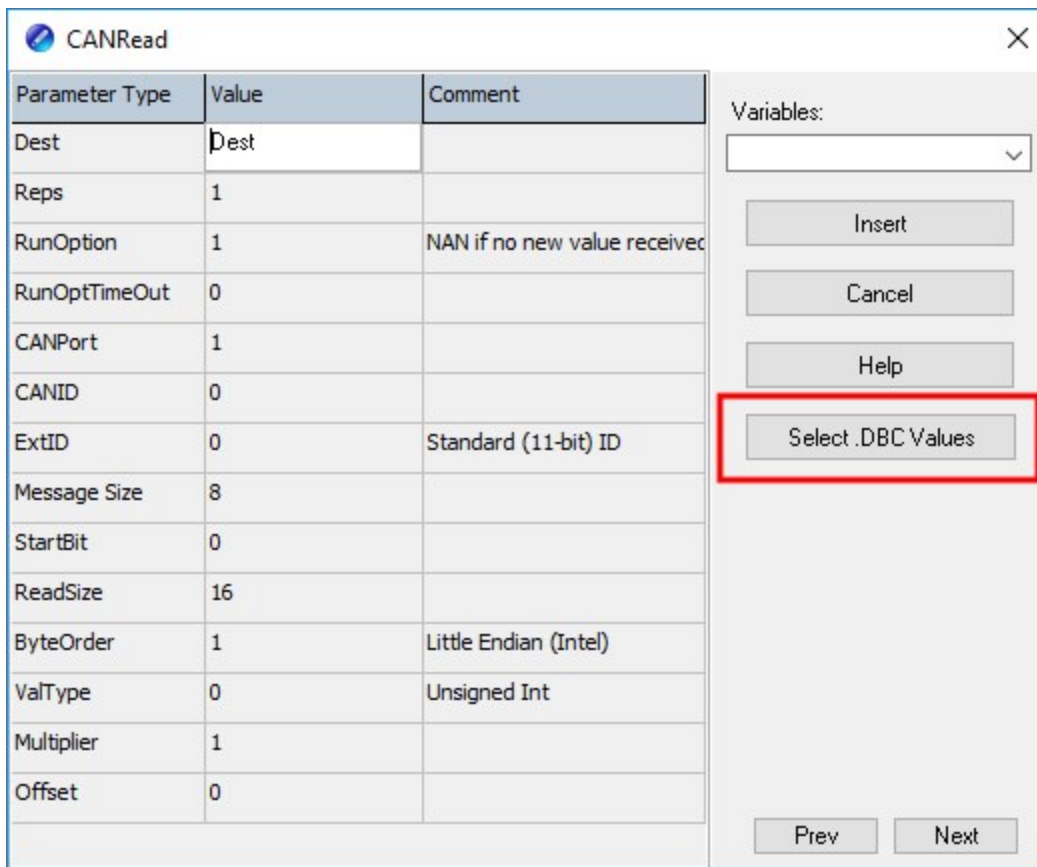 CANRead
Parameter Type Value Comment
Dest Dest
Reps 1
RunOption 1 NAN if no new value received
RunOptTimeOut 0
CANPort 1
CANID 0
ExtID 0 Standard (11-bit) ID
Message Size 8
StartBit 0
ReadSize 16
ByteOrder 1 Little Endian (Intel)
ValType 0 Unsigned Int
Multiplier 1
Offset 0
Variables:
Insert
Cancel
Help
Select .DBC Values
Prev Next